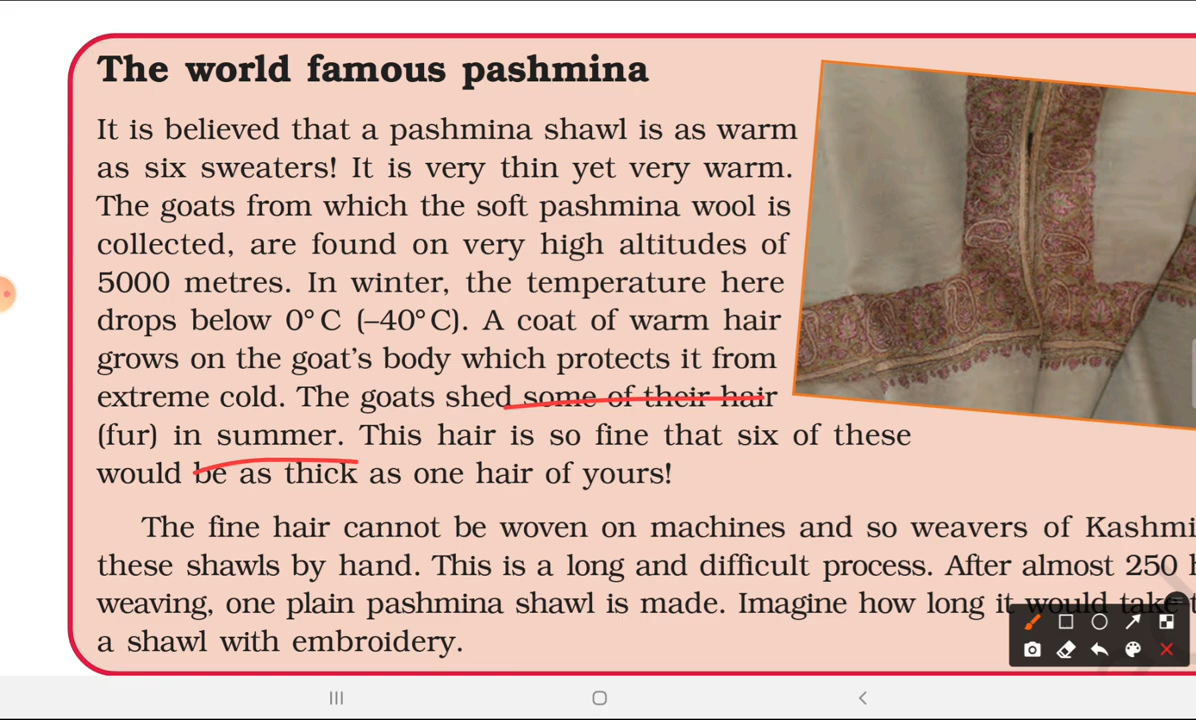 The world famous pashmina
It is believed that a pashmina shawl is as warm
as six sweaters! It is very thin yet very warm.
The goats from which the soft pashmina wool is
collected, are found on very high altitudes of
5000 metres. In winter, the temperature here
drops below 0° C (–40° C). A coat of warm hair
grows on the goat's body which protects it from
extreme cold. The goats shed some of their hair
(fur) in summer. This hair is so fine that six of these
would be as thick as one hair of yours!
The fine hair cannot be woven on machines and so weavers of Kashmi
these shawls by hand. This is a long and difficult process. After almost 250
weaving, one plain pashmina shawl is made. Imagine how long it would take
a shawl with embroidery.